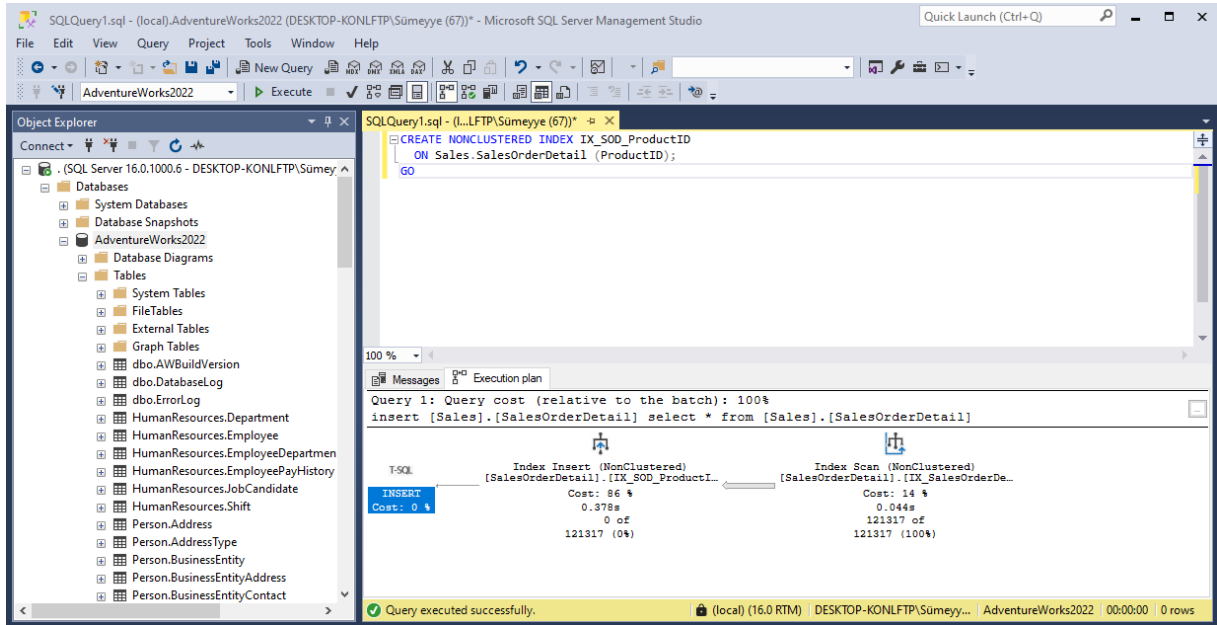 SQLQuery1.sql - (local).AdventureWorks2022 (DESKTOP-KONLFTP\Sümeyye (67))* - Microsoft SQL Server Management Studio
Quick Launch (Ctrl+Q)
File Edit View Query Project Tools Window Help
New Query MDX DMX XMLA DAX
AdventureWorks2022 Execute
Object Explorer
Connect
. (SQL Server 16.0.1000.6 - DESKTOP-KONLFTP\Sümey
Databases
System Databases
Database Snapshots
AdventureWorks2022
Database Diagrams
Tables
System Tables
FileTables
External Tables
Graph Tables
dbo.AWBuildVersion
dbo.DatabaseLog
dbo.ErrorLog
HumanResources.Department
HumanResources.Employee
HumanResources.EmployeeDepartmen
HumanResources.EmployeePayHistory
HumanResources.JobCandidate
HumanResources.Shift
Person.Address
Person.AddressType
Person.BusinessEntity
Person.BusinessEntityAddress
Person.BusinessEntityContact
SQLQuery1.sql - (l...LFTP\Sümeyye (67))*
CREATE NONCLUSTERED INDEX IX_SOD_ProductID
ON Sales.SalesOrderDetail (ProductID);
GO
100 %
Messages Execution plan
Query 1: Query cost (relative to the batch): 100%
insert [Sales].[SalesOrderDetail] select * from [Sales].[SalesOrderDetail]
T-SQL
INSERT
Cost: 0 %
Index Insert (NonClustered)
[SalesOrderDetail].[IX_SOD_ProductI…
Cost: 86 %
0.378s
0 of
121317 (0%)
Index Scan (NonClustered)
[SalesOrderDetail].[IX_SalesOrderDe…
Cost: 14 %
0.044s
121317 of
121317 (100%)
Query executed successfully.
(local) (16.0 RTM) DESKTOP-KONLFTP\Sümeyy... AdventureWorks2022 00:00:00 0 rows